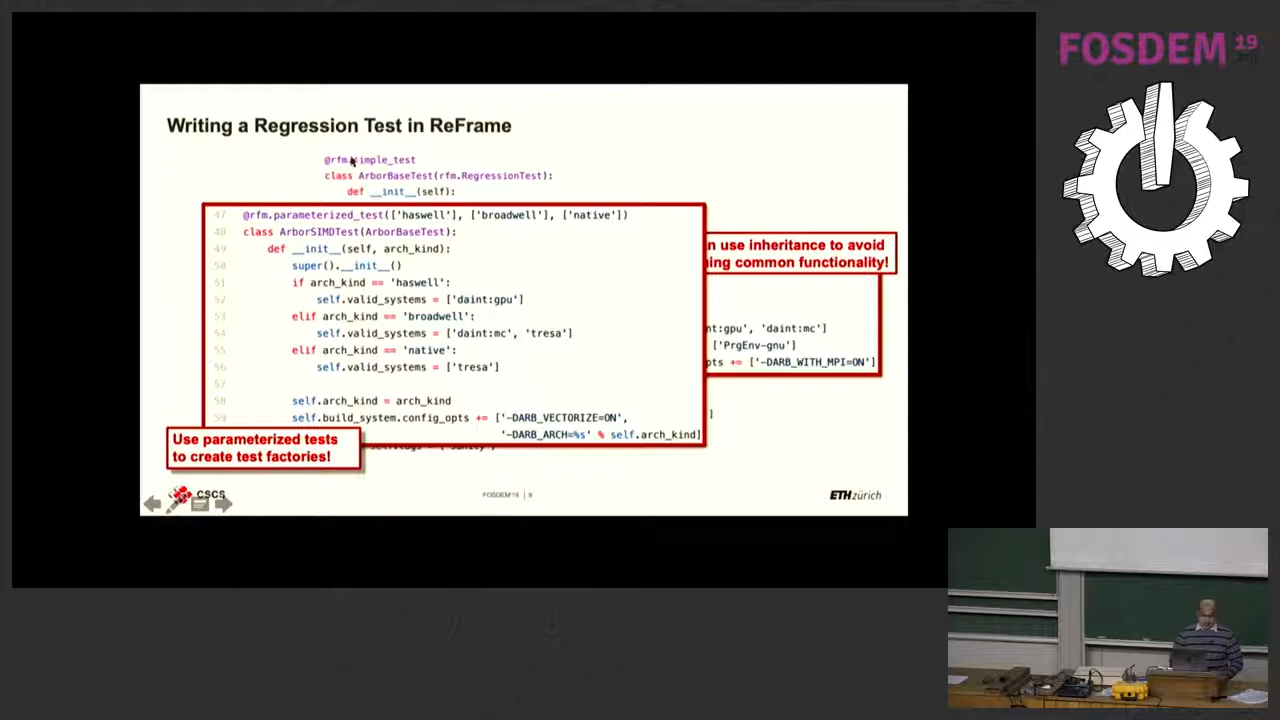 FOSDEM 19
.org
Writing a Regression Test in ReFrame
@rfm.simple_test
class ArborBaseTest(rfm.RegressionTest):
def __init__(self):
47 @rfm.parameterized_test(['haswell'], ['broadwell'], ['native'])
48 class ArborSIMDTest(ArborBaseTest):
49 def __init__(self, arch_kind):
50 super().__init__()
51 if arch_kind == 'haswell':
52 self.valid_systems = ['daint:gpu']
53 elif arch_kind == 'broadwell':
54 self.valid_systems = ['daint:mc', 'tresa']
55 elif arch_kind == 'native':
56 self.valid_systems = ['tresa']
57
58 self.arch_kind = arch_kind
59 self.build_system.config_opts += ['-DARB_VECTORIZE=ON',
'-DARB_ARCH=%s' % self.arch_kind]
n use inheritance to avoid
ing common functionality!
nt:gpu', 'daint:mc']
['PrgEnv-gnu']
pts += ['-DARB_WITH_MPI=ON']
]
Use parameterized tests
to create test factories!
CSCS
FOSDEM'19 | 9
ETH zürich